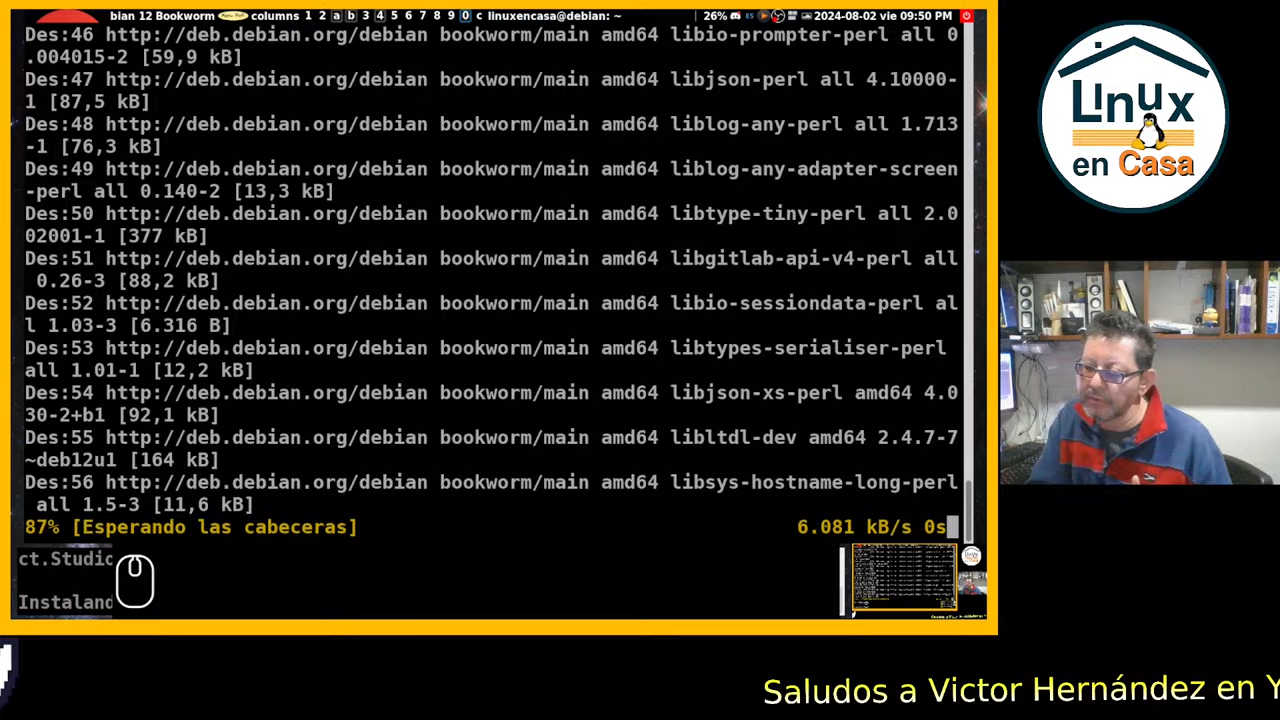 bian 12 Bookworm columns 1 2 a b 3 4 5 6 7 8 9 0 c linuxencasa@debian: ~ 26% ES 2024-08-02 vie 09:50 PM
Des:46 http://deb.debian.org/debian bookworm/main amd64 libio-prompter-perl all 0
.004015-2 [59,9 kB]
Des:47 http://deb.debian.org/debian bookworm/main amd64 libjson-perl all 4.10000-
1 [87,5 kB]
Des:48 http://deb.debian.org/debian bookworm/main amd64 liblog-any-perl all 1.713
-1 [76,3 kB]
Des:49 http://deb.debian.org/debian bookworm/main amd64 liblog-any-adapter-screen
-perl all 0.140-2 [13,3 kB]
Des:50 http://deb.debian.org/debian bookworm/main amd64 libtype-tiny-perl all 2.0
02001-1 [377 kB]
Des:51 http://deb.debian.org/debian bookworm/main amd64 libgitlab-api-v4-perl all
0.26-3 [88,2 kB]
Des:52 http://deb.debian.org/debian bookworm/main amd64 libio-sessiondata-perl al
l 1.03-3 [6.316 B]
Des:53 http://deb.debian.org/debian bookworm/main amd64 libtypes-serialiser-perl
all 1.01-1 [12,2 kB]
Des:54 http://deb.debian.org/debian bookworm/main amd64 libjson-xs-perl amd64 4.0
30-2+b1 [92,1 kB]
Des:55 http://deb.debian.org/debian bookworm/main amd64 libltdl-dev amd64 2.4.7-7
~deb12u1 [164 kB]
Des:56 http://deb.debian.org/debian bookworm/main amd64 libsys-hostname-long-perl
all 1.5-3 [11,6 kB]
87% [Esperando las cabeceras] 6.081 kB/s 0s
ct.Studio
Instaland
Linux
en Casa
Saludos a Victor Hernández en Y